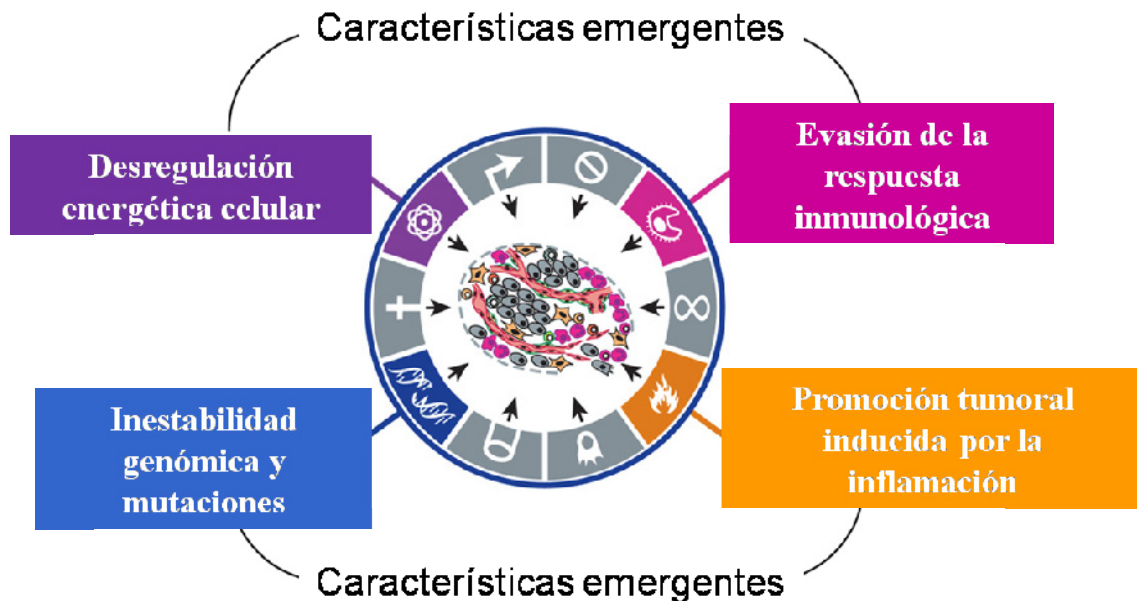 Características emergentes
Desregulación
energética celular
Evasión de la
respuesta
inmunológica
Inestabilidad
genómica y
mutaciones
Promoción tumoral
inducida por la
inflamación
Características emergentes